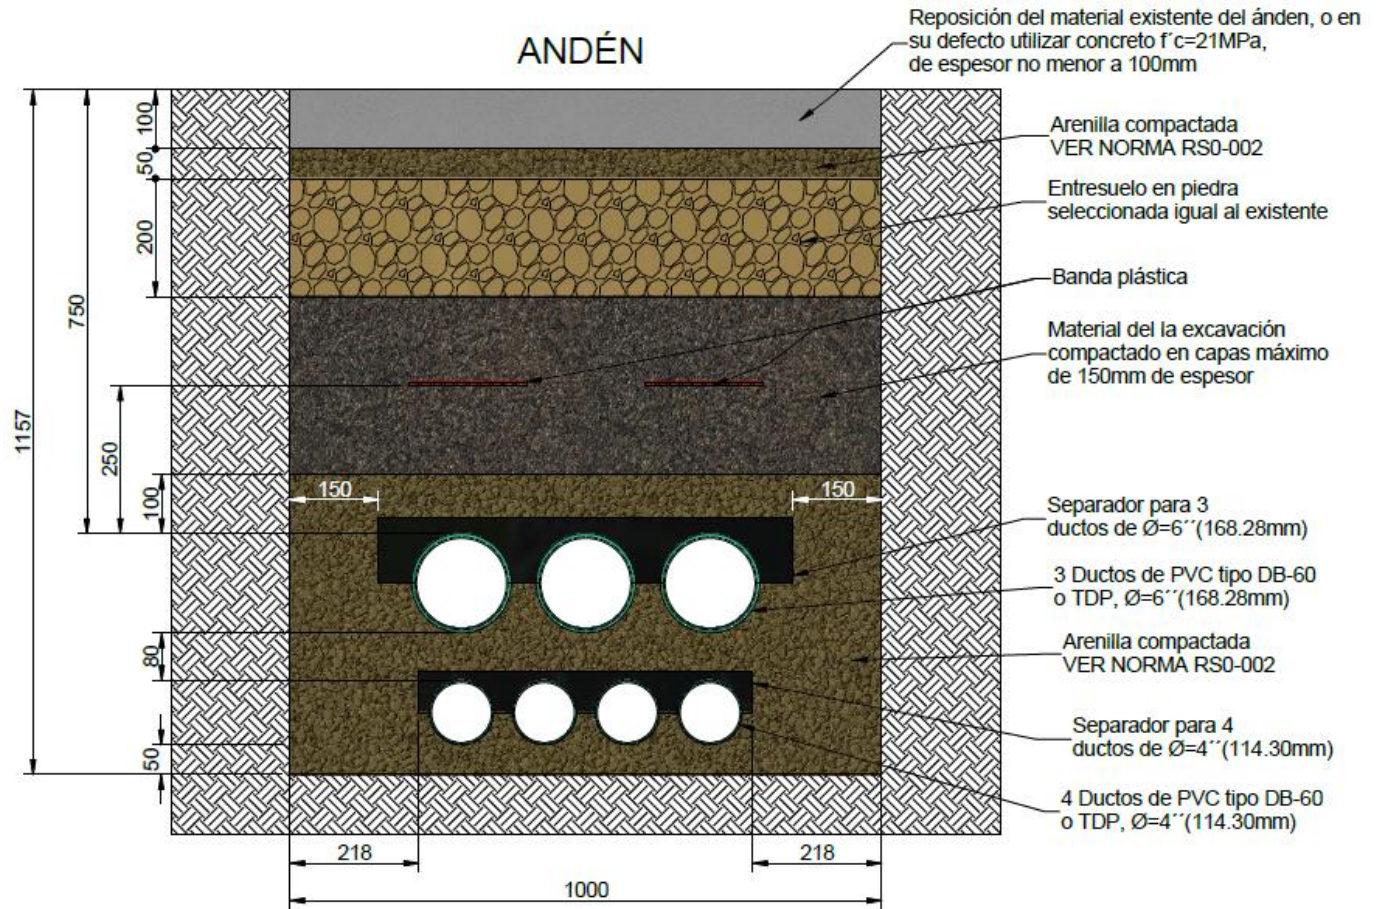 ANDÉN
Reposición del material existente del ánden, o en
su defecto utilizar concreto f´c=21MPa,
de espesor no menor a 100mm
Arenilla compactada
VER NORMA RS0-002
Entresuelo en piedra
seleccionada igual al existente
Banda plástica
Material del la excavación
compactado en capas máximo
de 150mm de espesor
Separador para 3
ductos de Ø=6´´(168.28mm)
3 Ductos de PVC tipo DB-60
o TDP, Ø=6´´(168.28mm)
Arenilla compactada
VER NORMA RS0-002
Separador para 4
ductos de Ø=4´´(114.30mm)
4 Ductos de PVC tipo DB-60
o TDP, Ø=4´´(114.30mm)
1157
750
250
100
50
200
100
80
50
150
150
218
218
1000